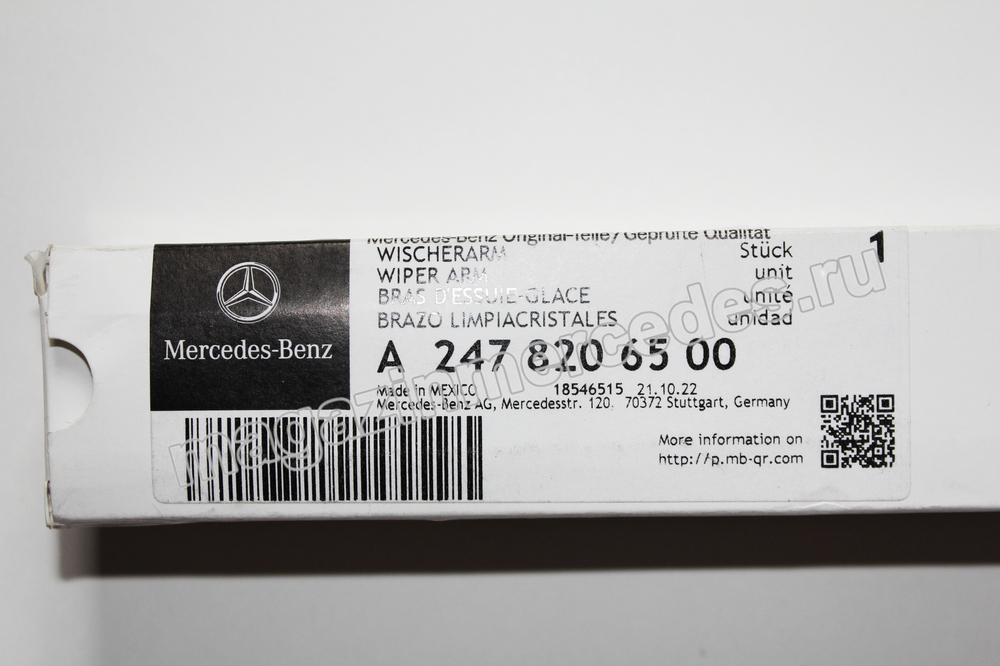 Mercedes-Benz Original-Teile/ Geprüfte Qualität
WISCHERARM Stück 1
WIPER ARM unit
BRAS D'ESSUIE-GLACE unité
BRAZO LIMPIACRISTALES unidad
Mercedes-Benz
A 247 820 65 00
Made in MEXICO 18546515 21.10.22
Mercedes-Benz AG, Mercedesstr. 120, 70372 Stuttgart, Germany
More information on
http://p.mb-qr.com
magazinmercedes.ru